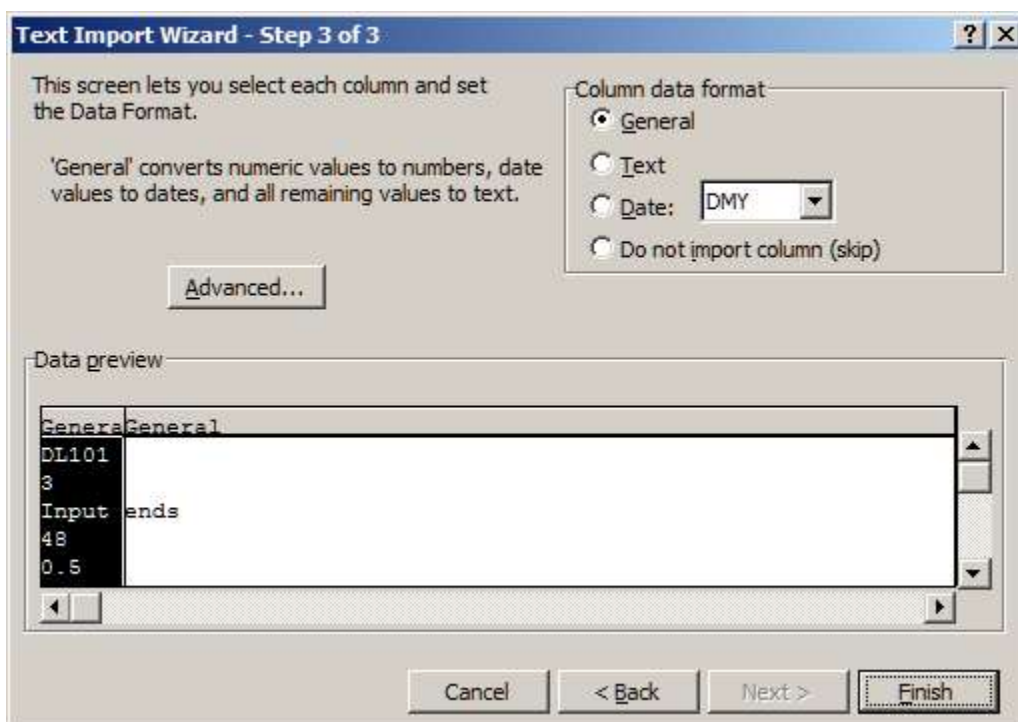 Text Import Wizard - Step 3 of 3
This screen lets you select each column and set
the Data Format.
'General' converts numeric values to numbers, date
values to dates, and all remaining values to text.
Advanced...
Column data format
General
Text
Date: DMY
Do not import column (skip)
Data preview
Genera General
DL101
3
Input ends
48
0.5
Cancel < Back Next > Finish